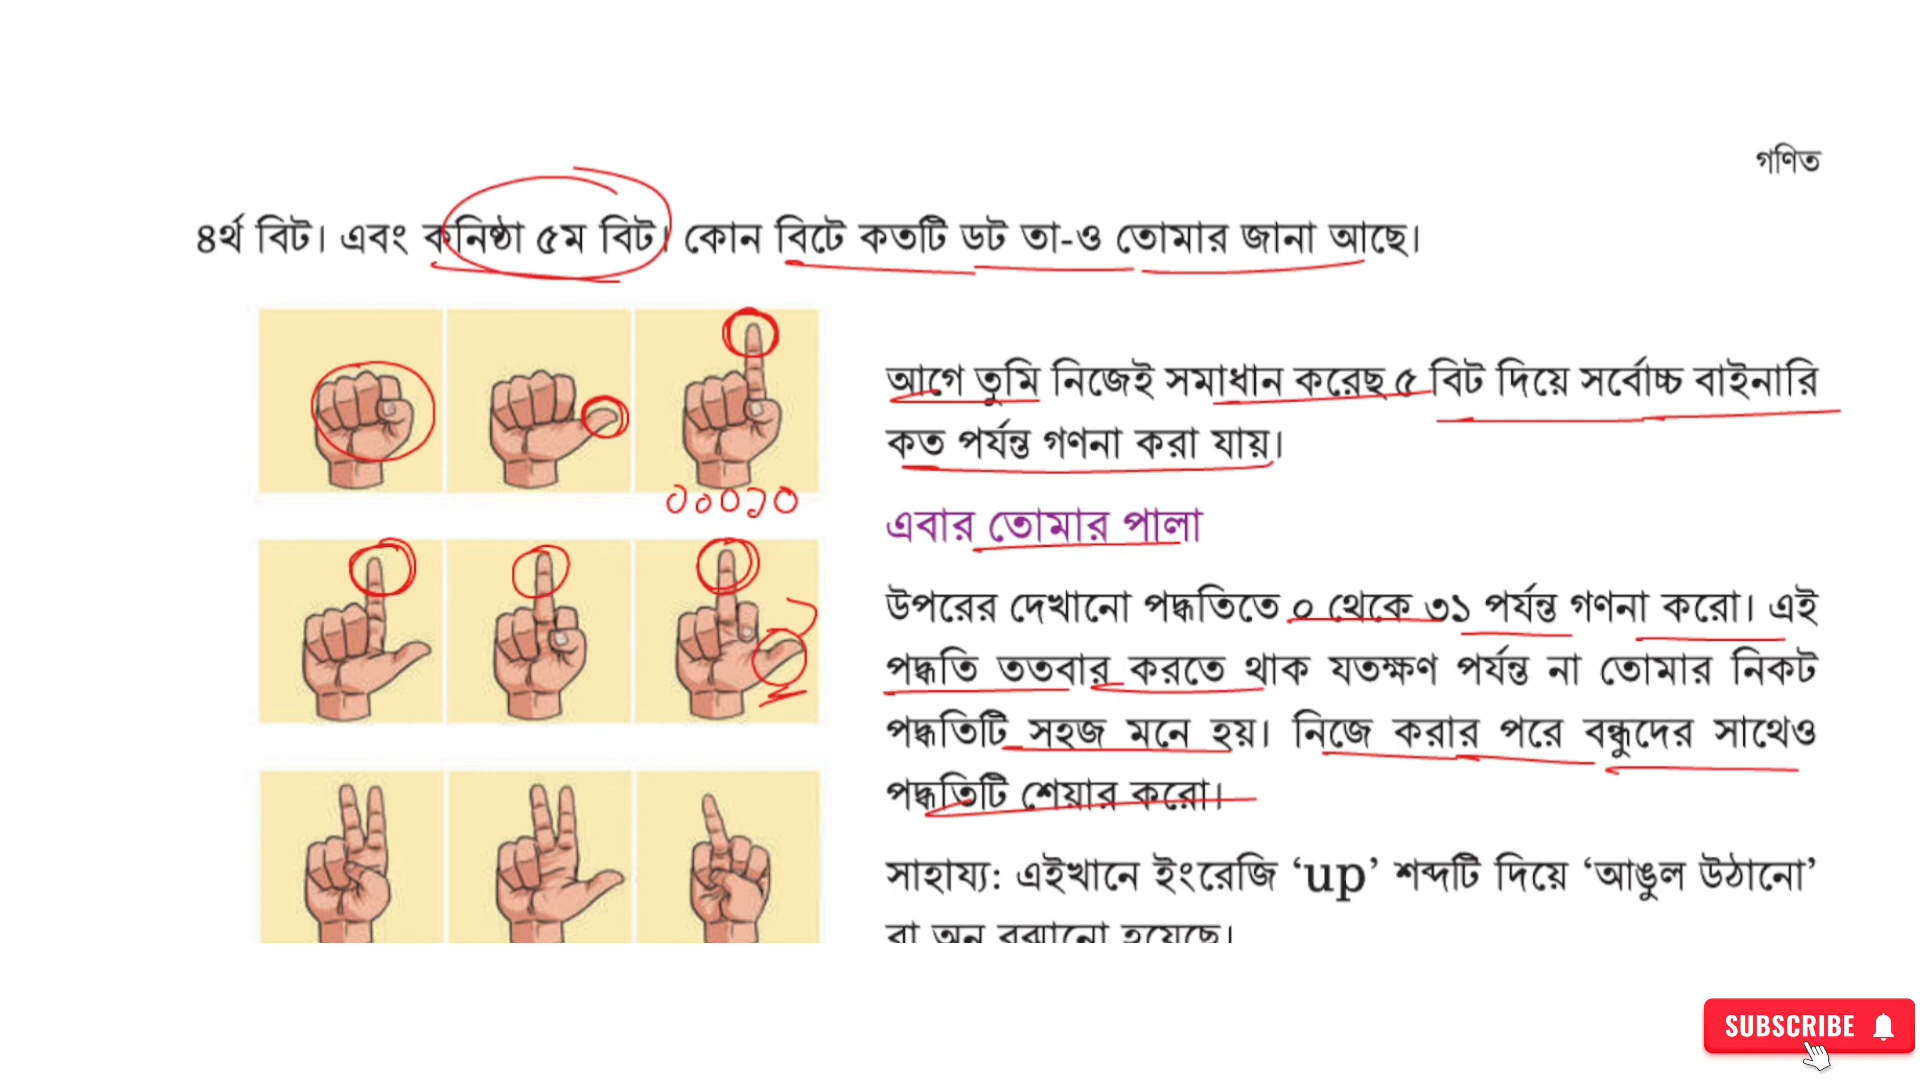 গণিত
৪র্থ বিট। এবং কনিষ্ঠা ৫ম বিট। কোন বিটে কতটি ডট তা-ও তোমার জানা আছে।
আগে তুমি নিজেই সমাধান করেছ ৫ বিট দিয়ে সর্বোচ্চ বাইনারি
কত পর্যন্ত গণনা করা যায়।
০০০১০
এবার তোমার পালা
উপরের দেখানো পদ্ধতিতে ০ থেকে ৩১ পর্যন্ত গণনা করো। এই
পদ্ধতি ততবার করতে থাক যতক্ষণ পর্যন্ত না তোমার নিকট
পদ্ধতিটি সহজ মনে হয়। নিজে করার পরে বন্ধুদের সাথেও
পদ্ধতিটি শেয়ার করো।
সাহায্য: এইখানে ইংরেজি ‘up’ শব্দটি দিয়ে ‘আঙুল উঠানো’
বা অন বুঝানো হয়েছে।
SUBSCRIBE